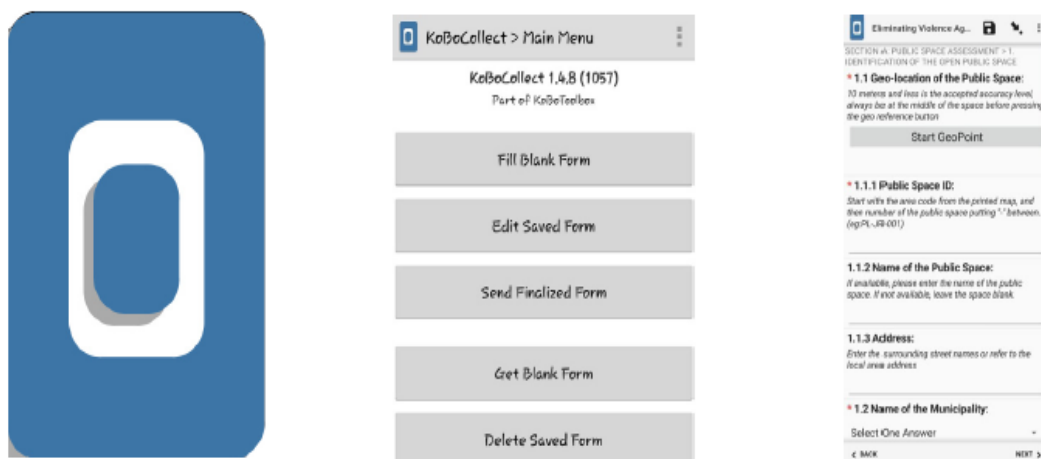 KoBoCollect > Main Menu
KoBoCollect 1.4.8 (1057)
Part of KoBoToolbox
Fill Blank Form
Edit Saved Form
Send Finalized Form
Get Blank Form
Delete Saved Form
Eliminating Violence Ag...
SECTION A: PUBLIC SPACE ASSESSMENT > 1.
IDENTIFICATION OF THE OPEN PUBLIC SPACE
* 1.1 Geo-location of the Public Space:
10 meters and less is the accepted accuracy level,
always be at the middle of the space before pressing
the geo reference button
Start GeoPoint
* 1.1.1 Public Space ID:
Start with the area code from the printed map, and
then number of the public space putting "-" between.
(eg:PL-JRI-001)
1.1.2 Name of the Public Space:
If available, please enter the name of the public
space. If not available, leave the space blank.
1.1.3 Address:
Enter the surrounding street names or refer to the
local area address
* 1.2 Name of the Municipality:
Select One Answer
< BACK
NEXT >